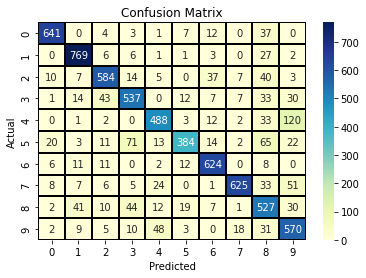 Confusion Matrix
0 641 0 4 3 1 7 12 0 37 0
1 0 769 6 6 1 1 3 0 27 2
2 10 7 584 14 5 0 37 7 40 3
3 1 14 43 537 0 12 7 7 33 30
4 0 1 2 0 488 3 12 2 33 120
5 20 3 11 71 13 384 14 2 65 22
6 6 11 11 0 2 12 624 0 8 0
7 8 7 6 5 24 0 1 625 33 51
8 2 41 10 44 12 19 7 1 527 30
9 2 9 5 10 48 3 0 18 31 570
0 1 2 3 4 5 6 7 8 9
Predicted
Actual
700
600
500
400
300
200
100
0